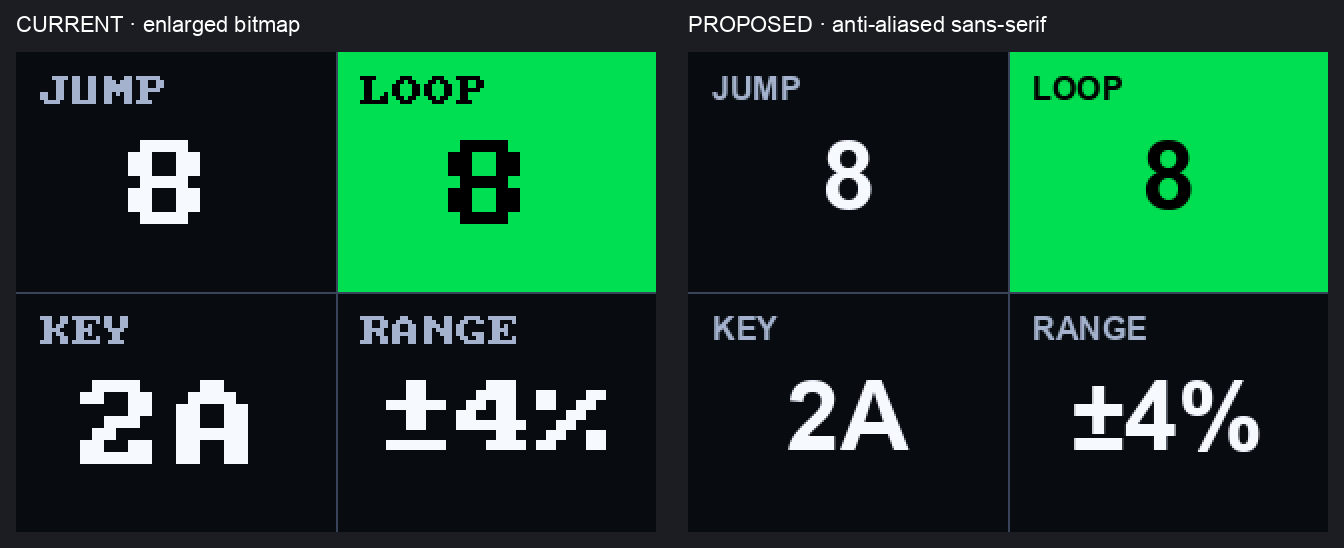 CURRENT · enlarged bitmap
JUMP
8
LOOP
8
KEY
2A
RANGE
±4%
PROPOSED · anti-aliased sans-serif
JUMP
8
LOOP
8
KEY
2A
RANGE
±4%